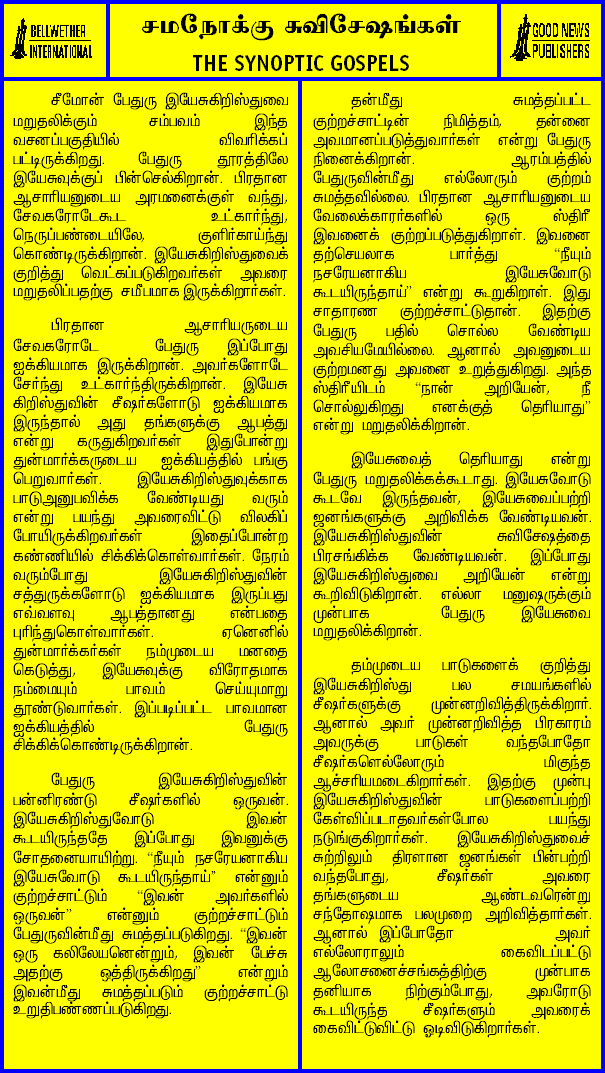 BELLWETHER
INTERNATIONAL
சமநோக்கு சுவிசேஷங்கள்
THE SYNOPTIC GOSPELS
GOOD NEWS
PUBLISHERS
சீமோன் பேதுரு இயேசுகிறிஸ்துவை
மறுதலிக்கும் சம்பவம் இந்த
வசனப்பகுதியில் விவரிக்கப்
பட்டிருக்கிறது. பேதுரு தூரத்திலே
இயேசுவுக்குப் பின்செல்கிறான். பிரதான
ஆசாரியனுடைய அரமனைக்குள் வந்து,
சேவகரோடேகூட உட்கார்ந்து,
நெருப்பண்டையிலே, குளிர்காய்ந்து
கொண்டிருக்கிறான். இயேசுகிறிஸ்துவைக்
குறித்து வெட்கப்படுகிறவர்கள் அவரை
மறுதலிப்பதற்கு சமீபமாக இருக்கிறார்கள்.
பிரதான ஆசாரியருடைய
சேவகரோடே பேதுரு இப்போது
ஐக்கியமாக இருக்கிறான். அவர்களோடே
சேர்ந்து உட்கார்ந்திருக்கிறான். இயேசு
கிறிஸ்துவின் சீஷர்களோடு ஐக்கியமாக
இருந்தால் அது தங்களுக்கு ஆபத்து
என்று கருதுகிறவர்கள் இதுபோன்று
துன்மார்க்கருடைய ஐக்கியத்தில் பங்கு
பெறுவார்கள். இயேசுகிறிஸ்துவுக்காக
பாடுஅனுபவிக்க வேண்டியது வரும்
என்று பயந்து அவரைவிட்டு விலகிப்
போயிருக்கிறவர்கள் இதைப்போன்ற
கண்ணியில் சிக்கிக்கொள்வார்கள். நேரம்
வரும்போது இயேசுகிறிஸ்துவின்
சத்துருக்களோடு ஐக்கியமாக இருப்பது
எவ்வளவு ஆபத்தானது என்பதை
புரிந்துகொள்வார்கள். ஏனெனில்
துன்மார்க்கர்கள் நம்முடைய மனதை
கெடுத்து, இயேசுவுக்கு விரோதமாக
நம்மையும் பாவம் செய்யுமாறு
தூண்டுவார்கள். இப்படிப்பட்ட பாவமான
ஐக்கியத்தில் பேதுரு
சிக்கிக்கொண்டிருக்கிறான்.
பேதுரு இயேசுகிறிஸ்துவின்
பன்னிரண்டு சீஷர்களில் ஒருவன்.
இயேசுகிறிஸ்துவோடு இவன்
கூடயிருந்ததே இப்போது இவனுக்கு
சோதனையாயிற்று. “நீயும் நசரேயனாகிய
இயேசுவோடு கூடயிருந்தாய்” என்னும்
குற்றச்சாட்டும் “இவன் அவர்களில்
ஒருவன்” என்னும் குற்றச்சாட்டும்
பேதுருவின்மீது சுமத்தப்படுகிறது. “இவன்
ஒரு கலிலேயனென்றும், இவன் பேச்சு
அதற்கு ஒத்திருக்கிறது” என்றும்
இவன்மீது சுமத்தப்படும் குற்றச்சாட்டு
உறுதிபண்ணப்படுகிறது.
தன்மீது சுமத்தப்பட்ட
குற்றச்சாட்டின் நிமித்தம், தன்னை
அவமானப்படுத்துவார்கள் என்று பேதுரு
நினைக்கிறான். ஆரம்பத்தில்
பேதுருவின்மீது எல்லோரும் குற்றம்
சுமத்தவில்லை. பிரதான ஆசாரியனுடைய
வேலைக்காரர்களில் ஒரு ஸ்திரீ
இவனைக் குற்றப்படுத்துகிறாள். இவனை
தற்செயலாக பார்த்து “நீயும்
நசரேயனாகிய இயேசுவோடு
கூடயிருந்தாய்” என்று கூறுகிறாள். இது
சாதாரண குற்றச்சாட்டுதான். இதற்கு
பேதுரு பதில் சொல்ல வேண்டிய
அவசியமேயில்லை. ஆனால் அவனுடைய
குற்றமனது அவனை உறுத்துகிறது. அந்த
ஸ்திரீயிடம் “நான் அறியேன், நீ
சொல்லுகிறது எனக்குத் தெரியாது”
என்று மறுதலிக்கிறான்.
இயேசுவைத் தெரியாது என்று
பேதுரு மறுதலிக்கக்கூடாது. இயேசுவோடு
கூடவே இருந்தவன், இயேசுவைப்பற்றி
ஜனங்களுக்கு அறிவிக்க வேண்டியவன்.
இயேசுகிறிஸ்துவின் சுவிசேஷத்தை
பிரசங்கிக்க வேண்டியவன். இப்போது
இயேசுகிறிஸ்துவை அறியேன் என்று
கூறிவிடுகிறான். எல்லா மனுஷருக்கும்
முன்பாக பேதுரு இயேசுவை
மறுதலிக்கிறான்.
தம்முடைய பாடுகளைக் குறித்து
இயேசுகிறிஸ்து பல சமயங்களில்
சீஷர்களுக்கு முன்னறிவித்திருக்கிறார்.
ஆனால் அவர் முன்னறிவித்த பிரகாரம்
அவருக்கு பாடுகள் வந்தபோதோ
சீஷர்களெல்லோரும் மிகுந்த
ஆச்சரியமடைகிறார்கள். இதற்கு முன்பு
இயேசுகிறிஸ்துவின் பாடுகளைப்பற்றி
கேள்விப்படாதவர்கள்போல பயந்து
நடுங்குகிறார்கள். இயேசுகிறிஸ்துவைச்
சுற்றிலும் திரளான ஜனங்கள் பின்பற்றி
வந்தபோது, சீஷர்கள் அவரை
தங்களுடைய ஆண்டவரென்று
சந்தோஷமாக பலமுறை அறிவித்தார்கள்.
ஆனால் இப்போதோ அவர்
எல்லோராலும் கைவிடப்பட்டு
ஆலோசனைச்சங்கத்திற்கு முன்பாக
தனியாக நிற்கும்போது, அவரோடு
கூடயிருந்த சீஷர்களும் அவரைக்
கைவிட்டுவிட்டு ஓடிவிடுகிறார்கள்.